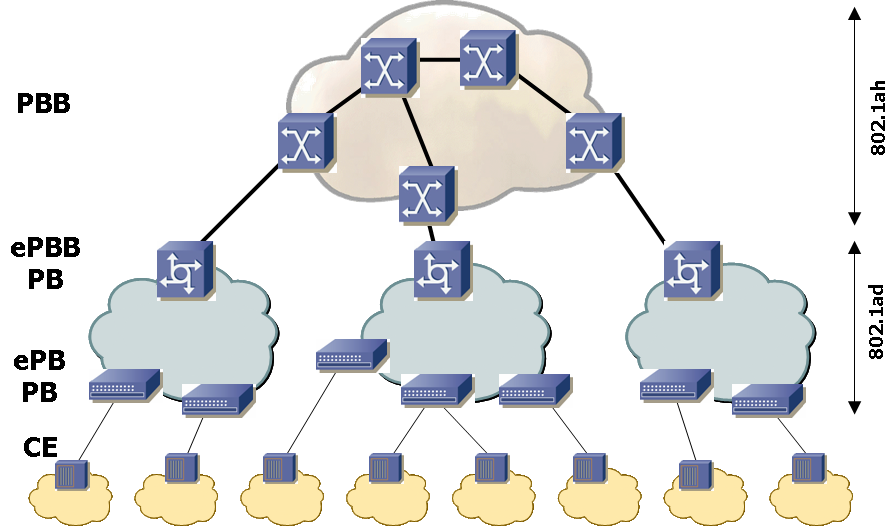 PBB
802.1ah
ePBB
PB
802.1ad
ePB
PB
CE